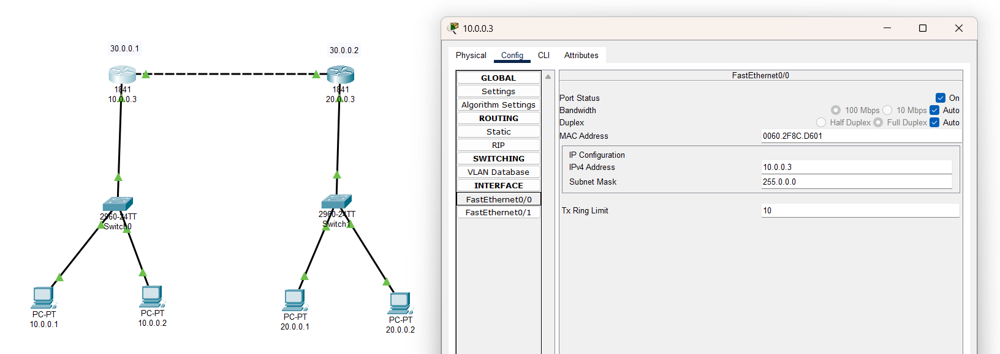 30.0.0.1
30.0.0.2
1841
10.0.0.3
1841
20.0.0.3
2960-24TT
Switch0
2960-24TT
Switch1
PC-PT
10.0.0.1
PC-PT
10.0.0.2
PC-PT
20.0.0.1
PC-PT
20.0.0.2
10.0.0.3
Physical Config CLI Attributes
GLOBAL
Settings
Algorithm Settings
ROUTING
Static
RIP
SWITCHING
VLAN Database
INTERFACE
FastEthernet0/0
FastEthernet0/1
FastEthernet0/0
Port Status On
Bandwidth 100 Mbps 10 Mbps Auto
Duplex Half Duplex Full Duplex Auto
MAC Address 0060.2F8C.D601
IP Configuration
IPv4 Address 10.0.0.3
Subnet Mask 255.0.0.0
Tx Ring Limit 10